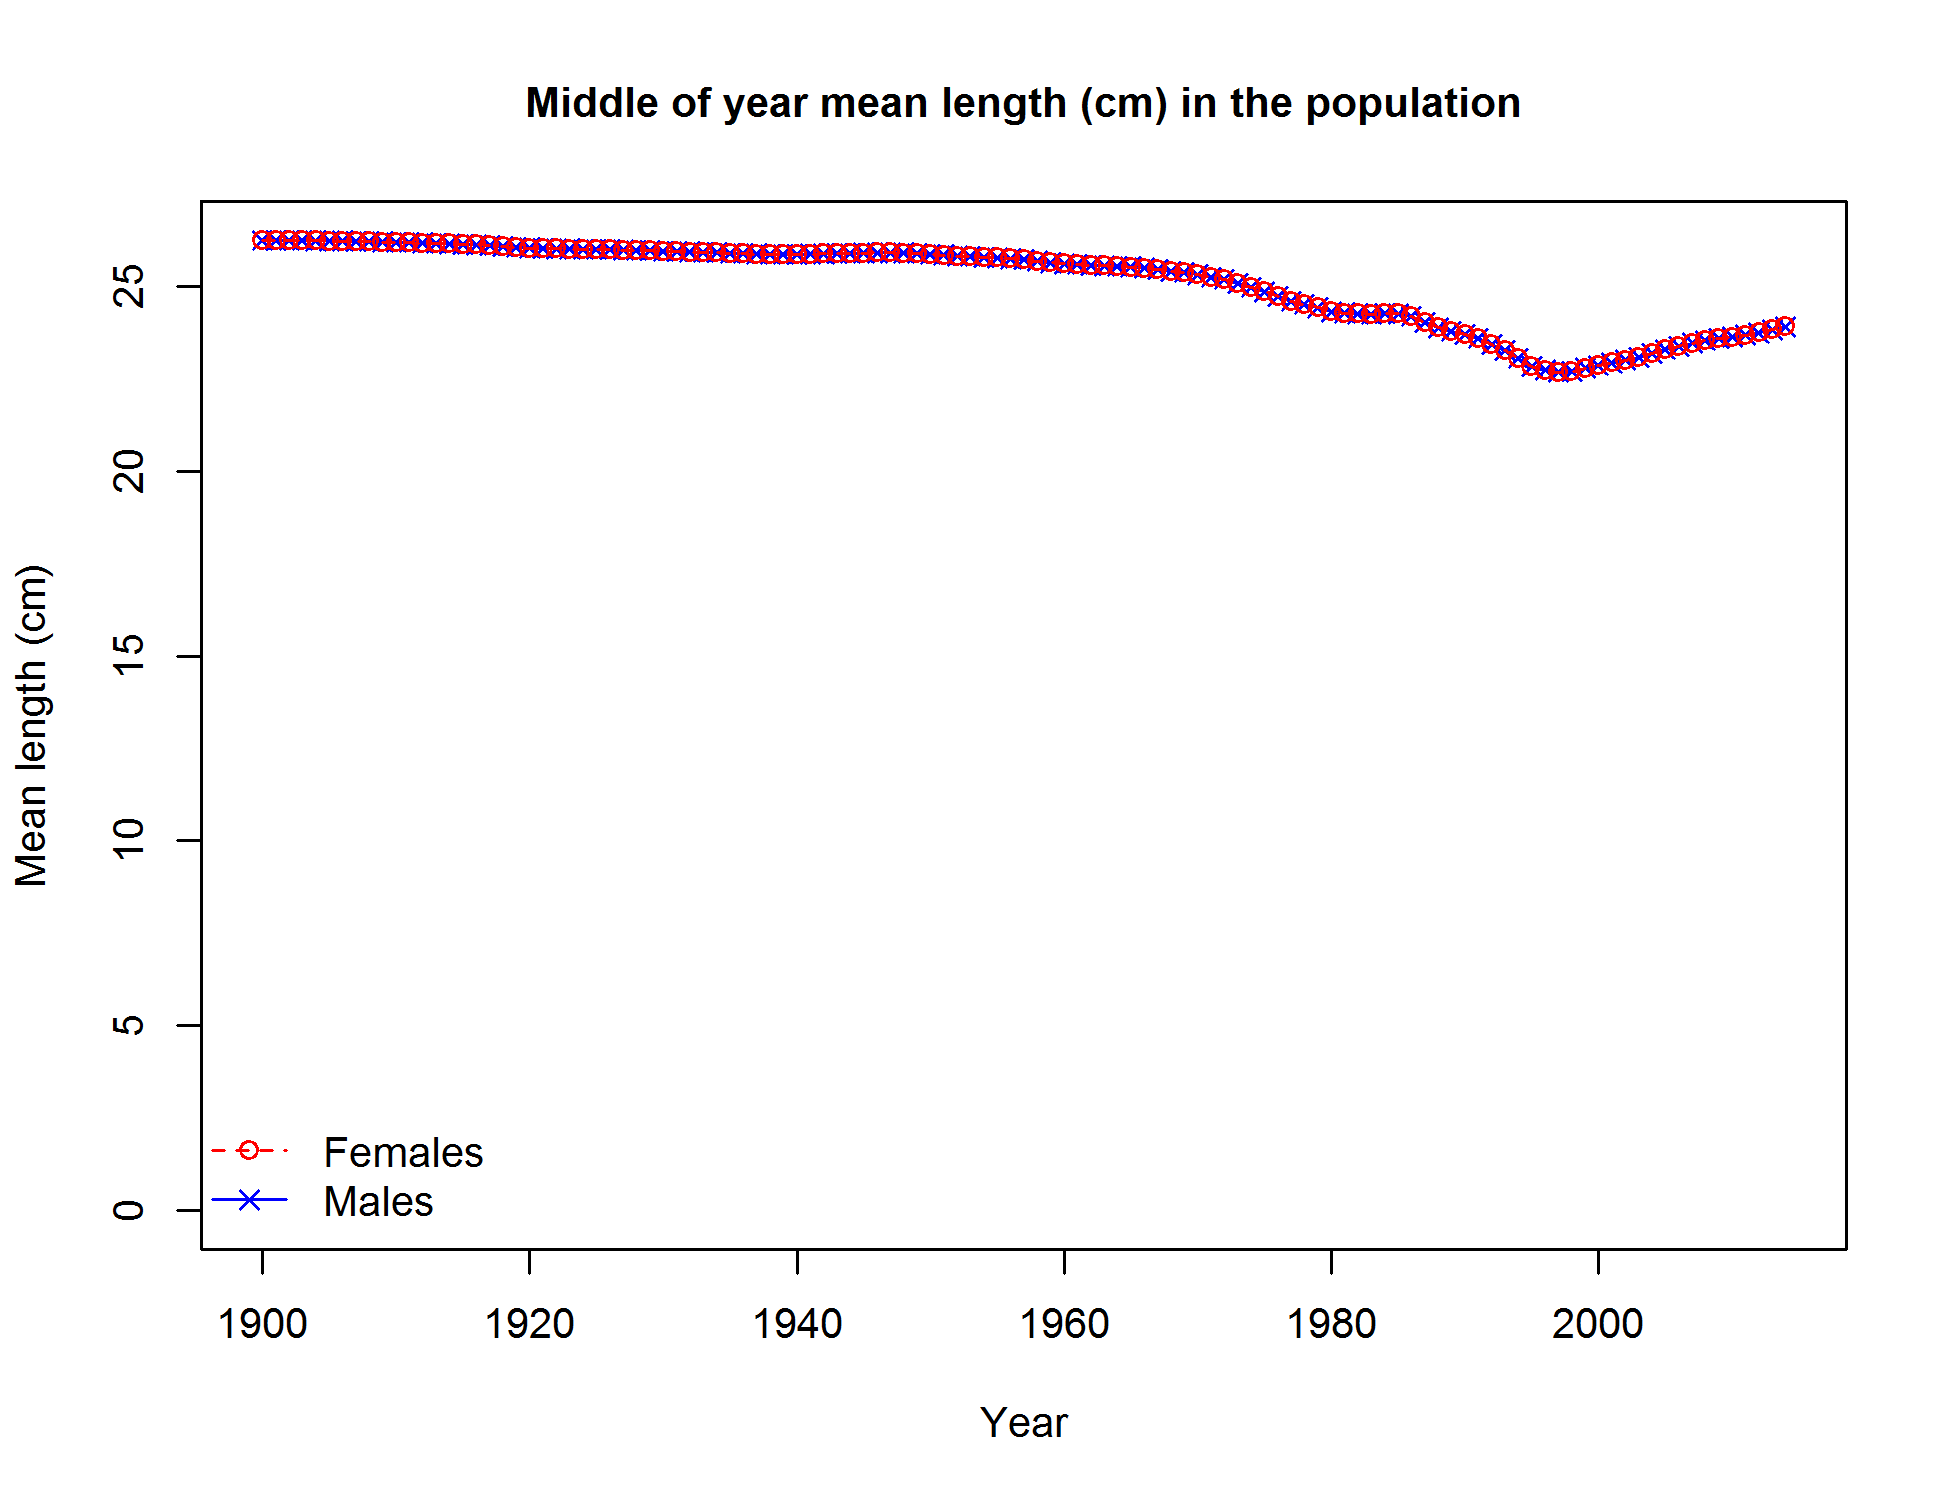 Middle of year mean length (cm) in the population
Mean length (cm)
25
20
15
10
5
0
Females
Males
1900 1920 1940 1960 1980 2000
Year